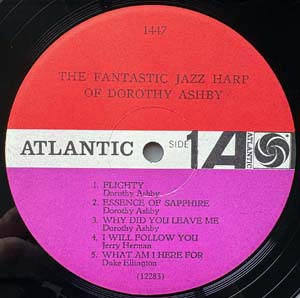 1447
THE FANTASTIC JAZZ HARP
OF DOROTHY ASHBY
ATLANTIC
SIDE 1
ATLANTIC
1. FLIGHTY
Dorothy Ashby
2. ESSENCE OF SAPPHIRE
Dorothy Ashby
3. WHY DID YOU LEAVE ME
Dorothy Ashby
4. I WILL FOLLOW YOU
Jerry Herman
5. WHAT AM I HERE FOR
Duke Ellington
(12283)